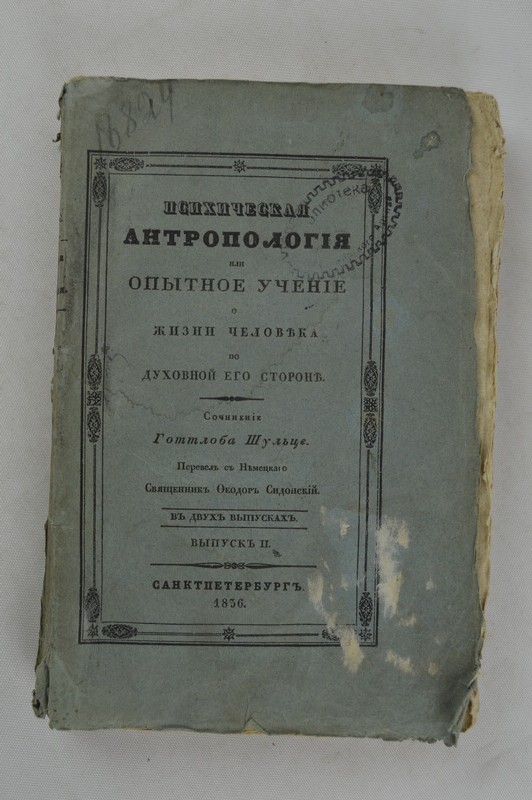 18824
ПСИХИЧЕСКАЯ
АНТРОПОЛОГІЯ
ИЛИ
ОПЫТНОЕ УЧЕНІЕ
О
ЖИЗНИ ЧЕЛОВѢКА
ПО
ДУХОВНОЙ ЕГО СТОРОНѢ.
Сочиненіе
Готтлоба Шульце.
Перевелъ съ Нѣмецкаго
Священникъ Ѳеодоръ Сидонскій.
ВЪ ДВУХЪ ВЫПУСКАХЪ.
ВЫПУСКЪ II.
САНКТПЕТЕРБУРГЪ.
1836.